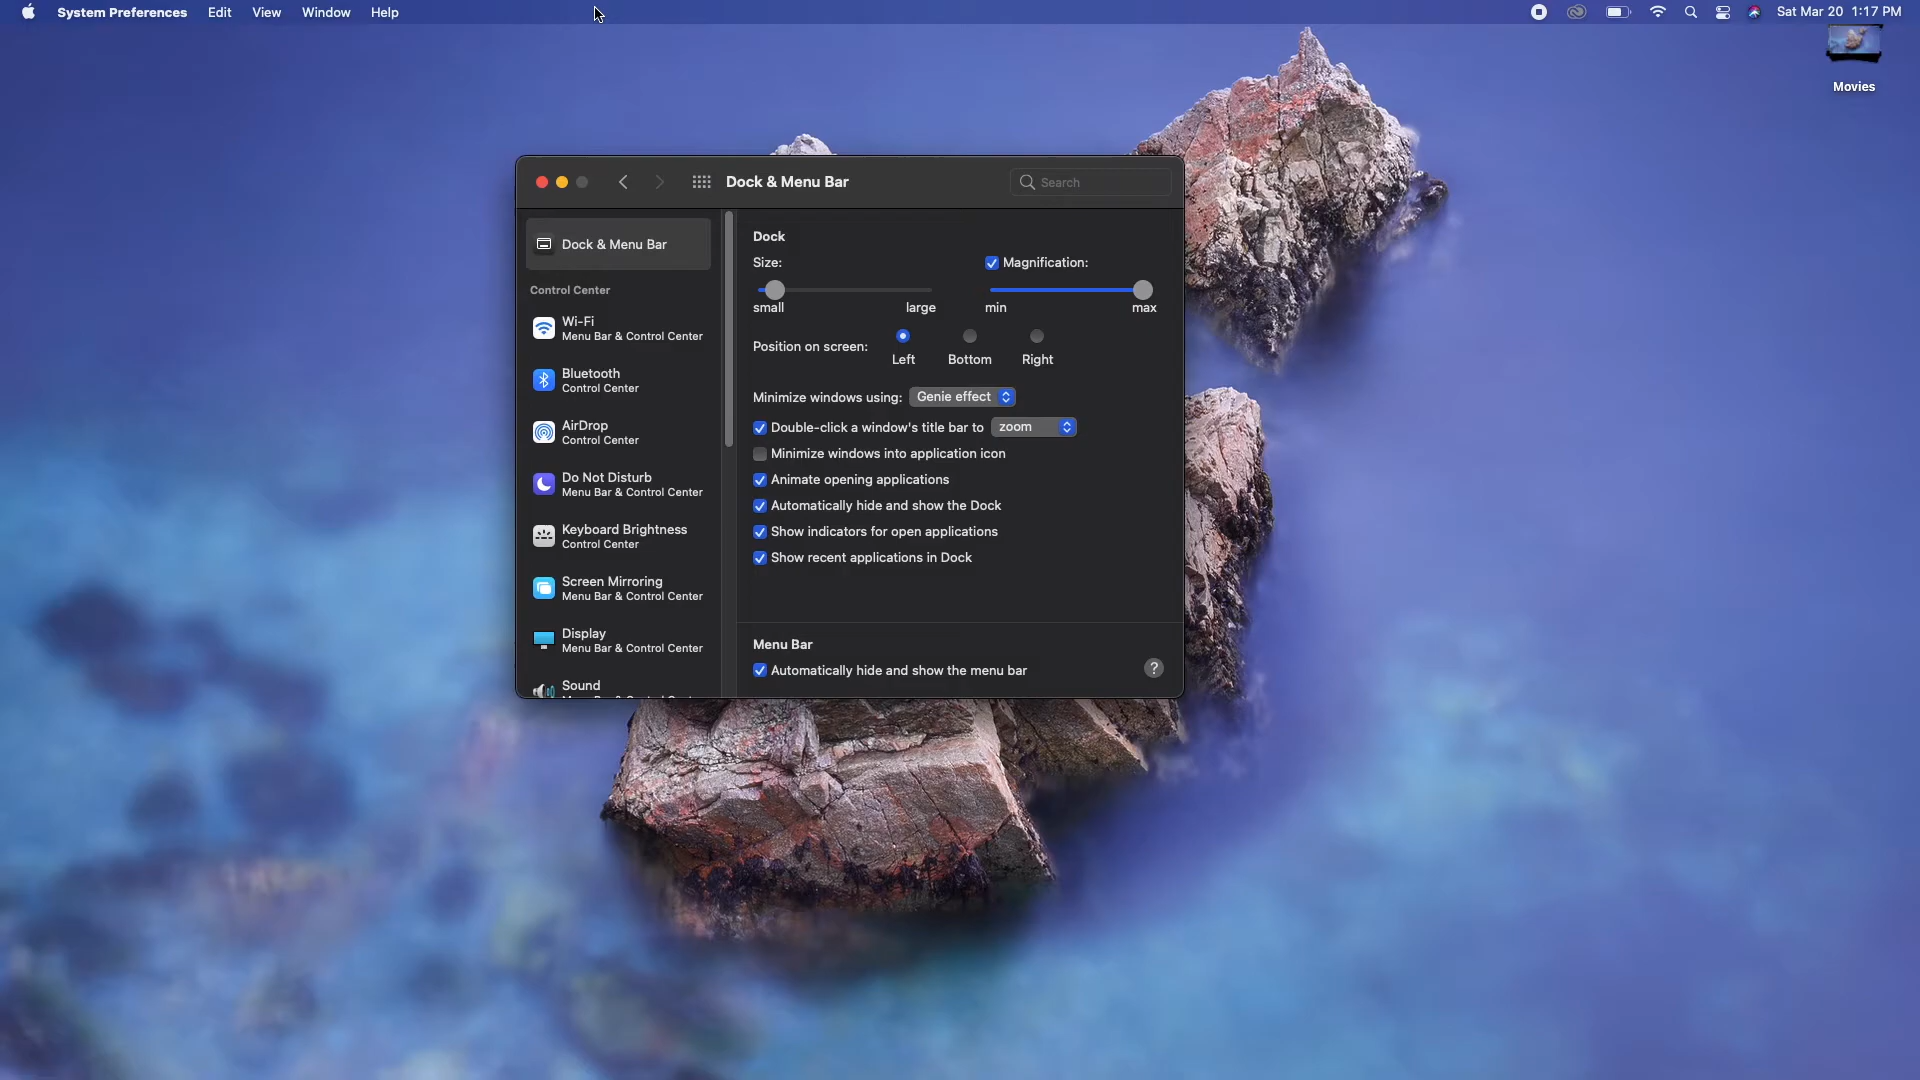 System Preferences Edit View Window Help
Sat Mar 20 1:17 PM
Movies
Dock & Menu Bar
Search
Dock & Menu Bar
Control Center
Wi-Fi
Menu Bar & Control Center
Bluetooth
Control Center
AirDrop
Control Center
Do Not Disturb
Menu Bar & Control Center
Keyboard Brightness
Control Center
Screen Mirroring
Menu Bar & Control Center
Display
Menu Bar & Control Center
Sound
Dock
Size:
Magnification:
small large
min max
Position on screen:
Left Bottom Right
Minimize windows using: Genie effect
Double-click a window's title bar to zoom
Minimize windows into application icon
Animate opening applications
Automatically hide and show the Dock
Show indicators for open applications
Show recent applications in Dock
Menu Bar
Automatically hide and show the menu bar
?